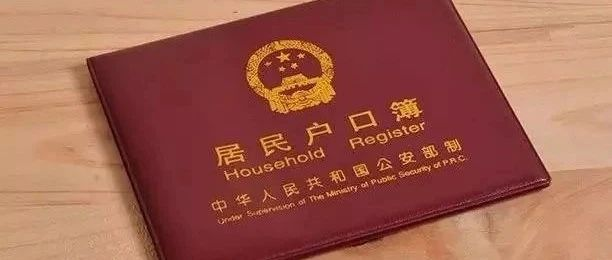 居民户口簿
Household Register
中华人民共和国公安部制
Under Supervision of The Ministry of Public Security of P.R.C.